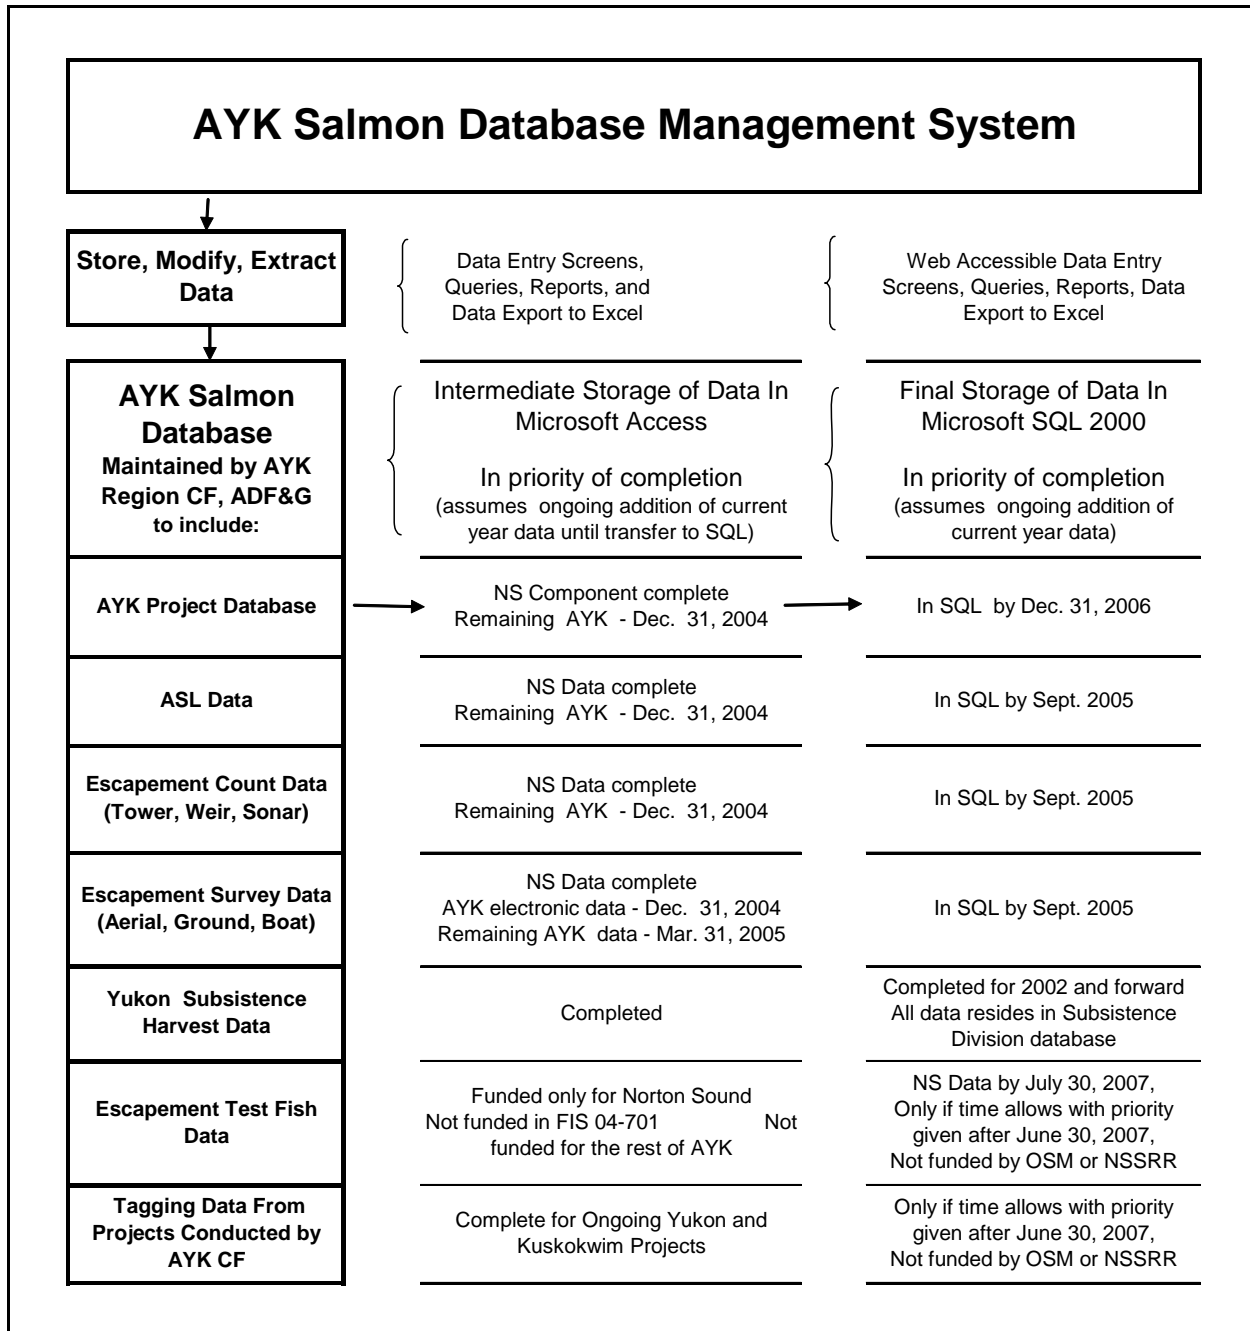 AYK Salmon Database Management System
Store, Modify, Extract
Data
Data Entry Screens,
Queries, Reports, and
Data Export to Excel
Web Accessible Data Entry
Screens, Queries, Reports, Data
Export to Excel
AYK Salmon
Database
Maintained by AYK
Region CF, ADF&G
to include:
Intermediate Storage of Data In
Microsoft Access
In priority of completion
(assumes ongoing addition of current
year data until transfer to SQL)
Final Storage of Data In
Microsoft SQL 2000
In priority of completion
(assumes ongoing addition of
current year data)
AYK Project Database
NS Component complete
Remaining AYK - Dec. 31, 2004
In SQL by Dec. 31, 2006
ASL Data
NS Data complete
Remaining AYK - Dec. 31, 2004
In SQL by Sept. 2005
Escapement Count Data
(Tower, Weir, Sonar)
NS Data complete
Remaining AYK - Dec. 31, 2004
In SQL by Sept. 2005
Escapement Survey Data
(Aerial, Ground, Boat)
NS Data complete
AYK electronic data - Dec. 31, 2004
Remaining AYK data - Mar. 31, 2005
In SQL by Sept. 2005
Yukon Subsistence
Harvest Data
Completed
Completed for 2002 and forward
All data resides in Subsistence
Division database
Escapement Test Fish
Data
Funded only for Norton Sound
Not funded in FIS 04-701 Not
funded for the rest of AYK
NS Data by July 30, 2007,
Only if time allows with priority
given after June 30, 2007,
Not funded by OSM or NSSRR
Tagging Data From
Projects Conducted by
AYK CF
Complete for Ongoing Yukon and
Kuskokwim Projects
Only if time allows with priority
given after June 30, 2007,
Not funded by OSM or NSSRR